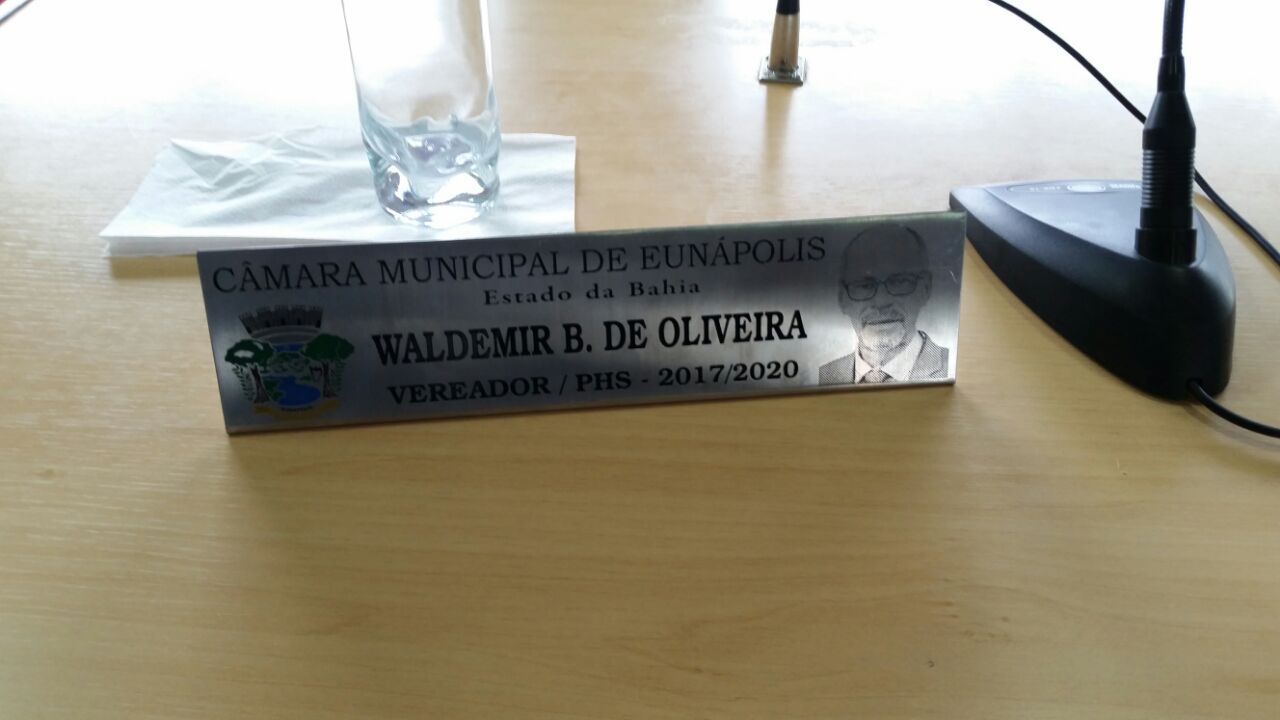 CÂMARA MUNICIPAL DE EUNÁPOLIS
Estado da Bahia
WALDEMIR B. DE OLIVEIRA
VEREADOR / PHS - 2017/2020